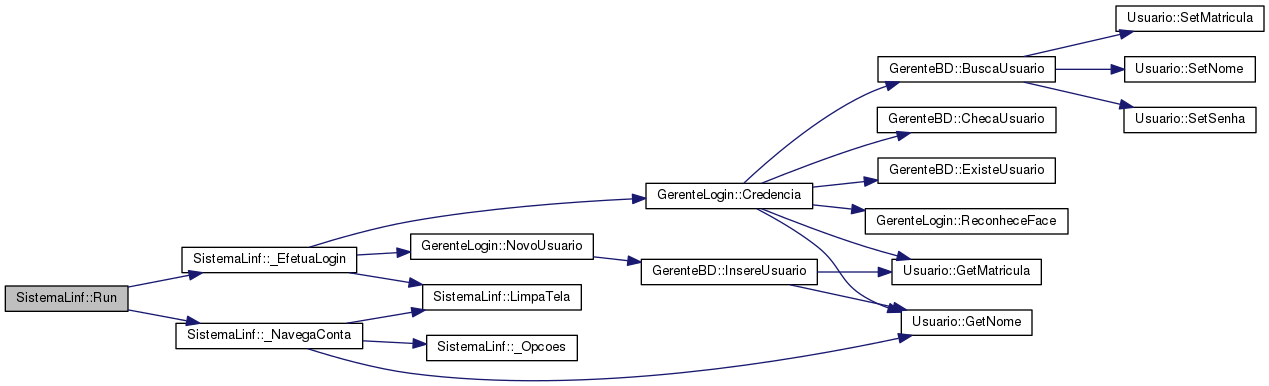 Usuario::SetMatricula
GerenteBD::BuscaUsuario
Usuario::SetNome
GerenteBD::ChecaUsuario
Usuario::SetSenha
GerenteBD::ExisteUsuario
GerenteLogin::Credencia
GerenteLogin::ReconheceFace
GerenteLogin::NovoUsuario
SistemaLinf::_EfetuaLogin
GerenteBD::InsereUsuario
Usuario::GetMatricula
SistemaLinf::Run
SistemaLinf::LimpaTela
Usuario::GetNome
SistemaLinf::_NavegaConta
SistemaLinf::_Opcoes